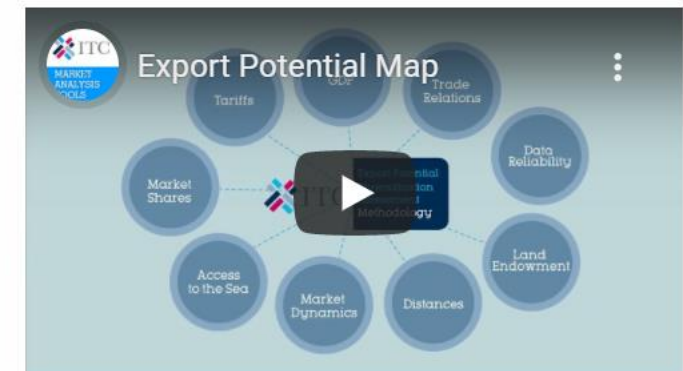 ITC
MARKET
ANALYSIS
TOOLS
Export Potential Map
GDP
Tariffs
Trade
Relations
Data
Reliability
Market
Shares
ITC
Export Potential
Methodology
Land
Endowment
Access
to the Sea
Market
Dynamics
Distances